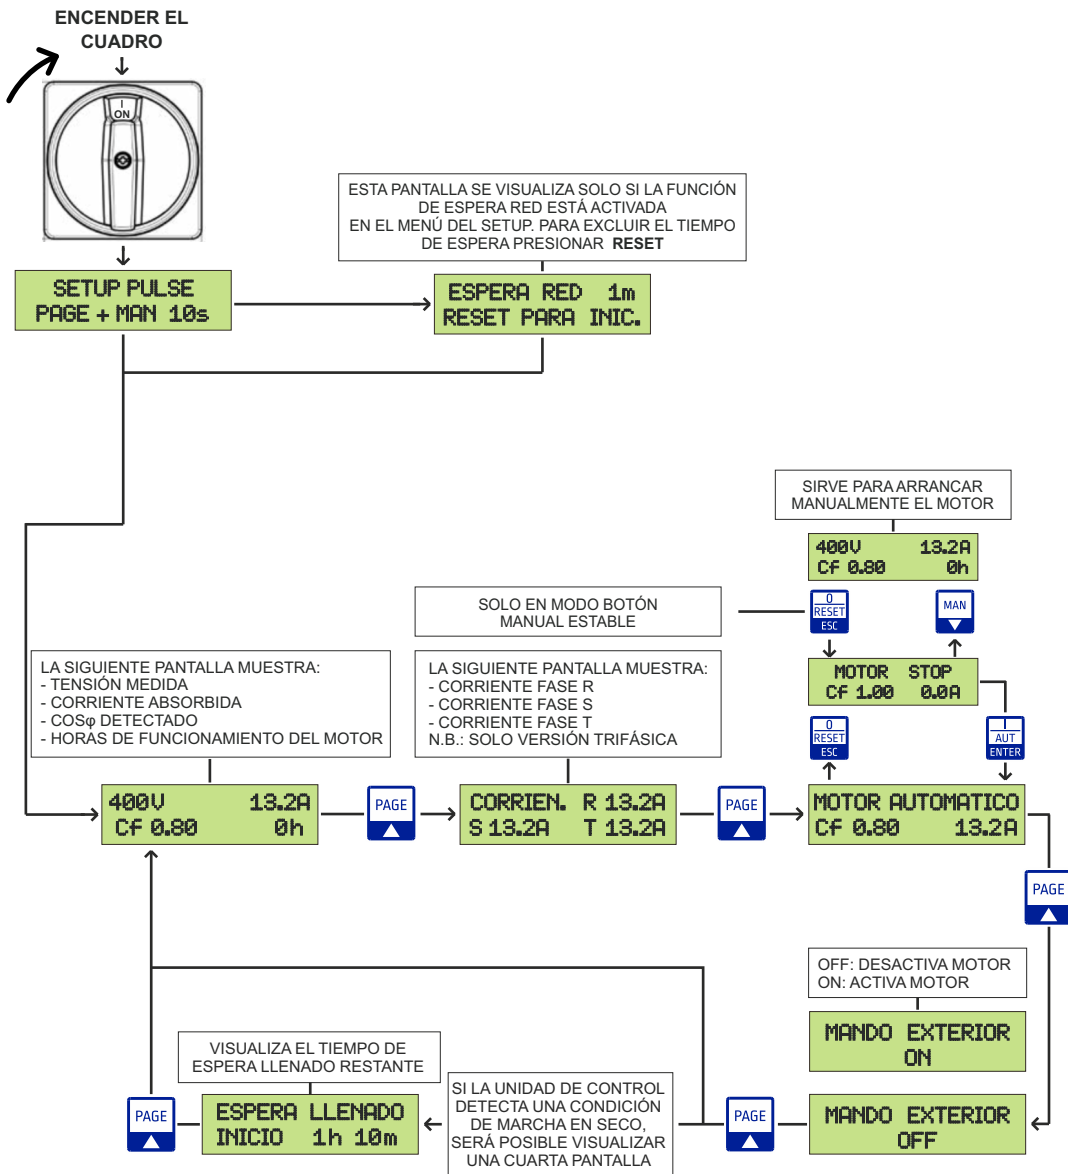 ENCENDER EL
CUADRO
I
ON
ESTA PANTALLA SE VISUALIZA SOLO SI LA FUNCIÓN
DE ESPERA RED ESTÁ ACTIVADA
EN EL MENÚ DEL SETUP. PARA EXCLUIR EL TIEMPO
DE ESPERA PRESIONAR RESET
SETUP PULSE
PAGE + MAN 10s
ESPERA RED 1m
RESET PARA INIC.
SIRVE PARA ARRANCAR
MANUALMENTE EL MOTOR
400V 13.2A
Cf 0.80 0h
SOLO EN MODO BOTÓN
MANUAL ESTABLE
0
RESET
ESC
MAN
LA SIGUIENTE PANTALLA MUESTRA:
- TENSIÓN MEDIDA
- CORRIENTE ABSORBIDA
- COSφ DETECTADO
- HORAS DE FUNCIONAMIENTO DEL MOTOR
LA SIGUIENTE PANTALLA MUESTRA:
- CORRIENTE FASE R
- CORRIENTE FASE S
- CORRIENTE FASE T
N.B.: SOLO VERSIÓN TRIFÁSICA
MOTOR STOP
Cf 1.00 0.0A
0
RESET
ESC
I
AUT
ENTER
400V 13.2A
Cf 0.80 0h
PAGE
CORRIEN. R 13.2A
S 13.2A T 13.2A
PAGE
MOTOR AUTOMATICO
Cf 0.80 13.2A
PAGE
OFF: DESACTIVA MOTOR
ON: ACTIVA MOTOR
MANDO EXTERIOR
ON
VISUALIZA EL TIEMPO DE
ESPERA LLENADO RESTANTE
PAGE
ESPERA LLENADO
INICIO 1h 10m
SI LA UNIDAD DE CONTROL
DETECTA UNA CONDICIÓN
DE MARCHA EN SECO,
SERÁ POSIBLE VISUALIZAR
UNA CUARTA PANTALLA
PAGE
MANDO EXTERIOR
OFF